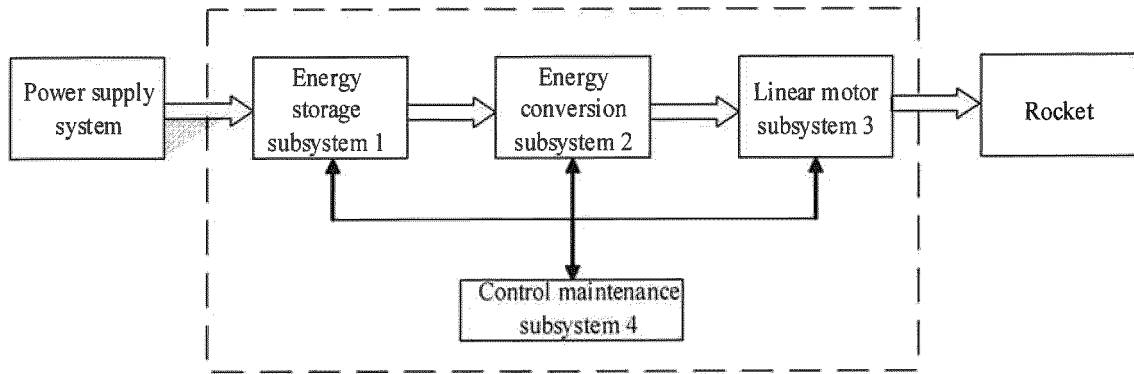 Power supply
system
Energy
storage
subsystem 1
Energy
conversion
subsystem 2
Linear motor
subsystem 3
Rocket
Control maintenance
subsystem 4